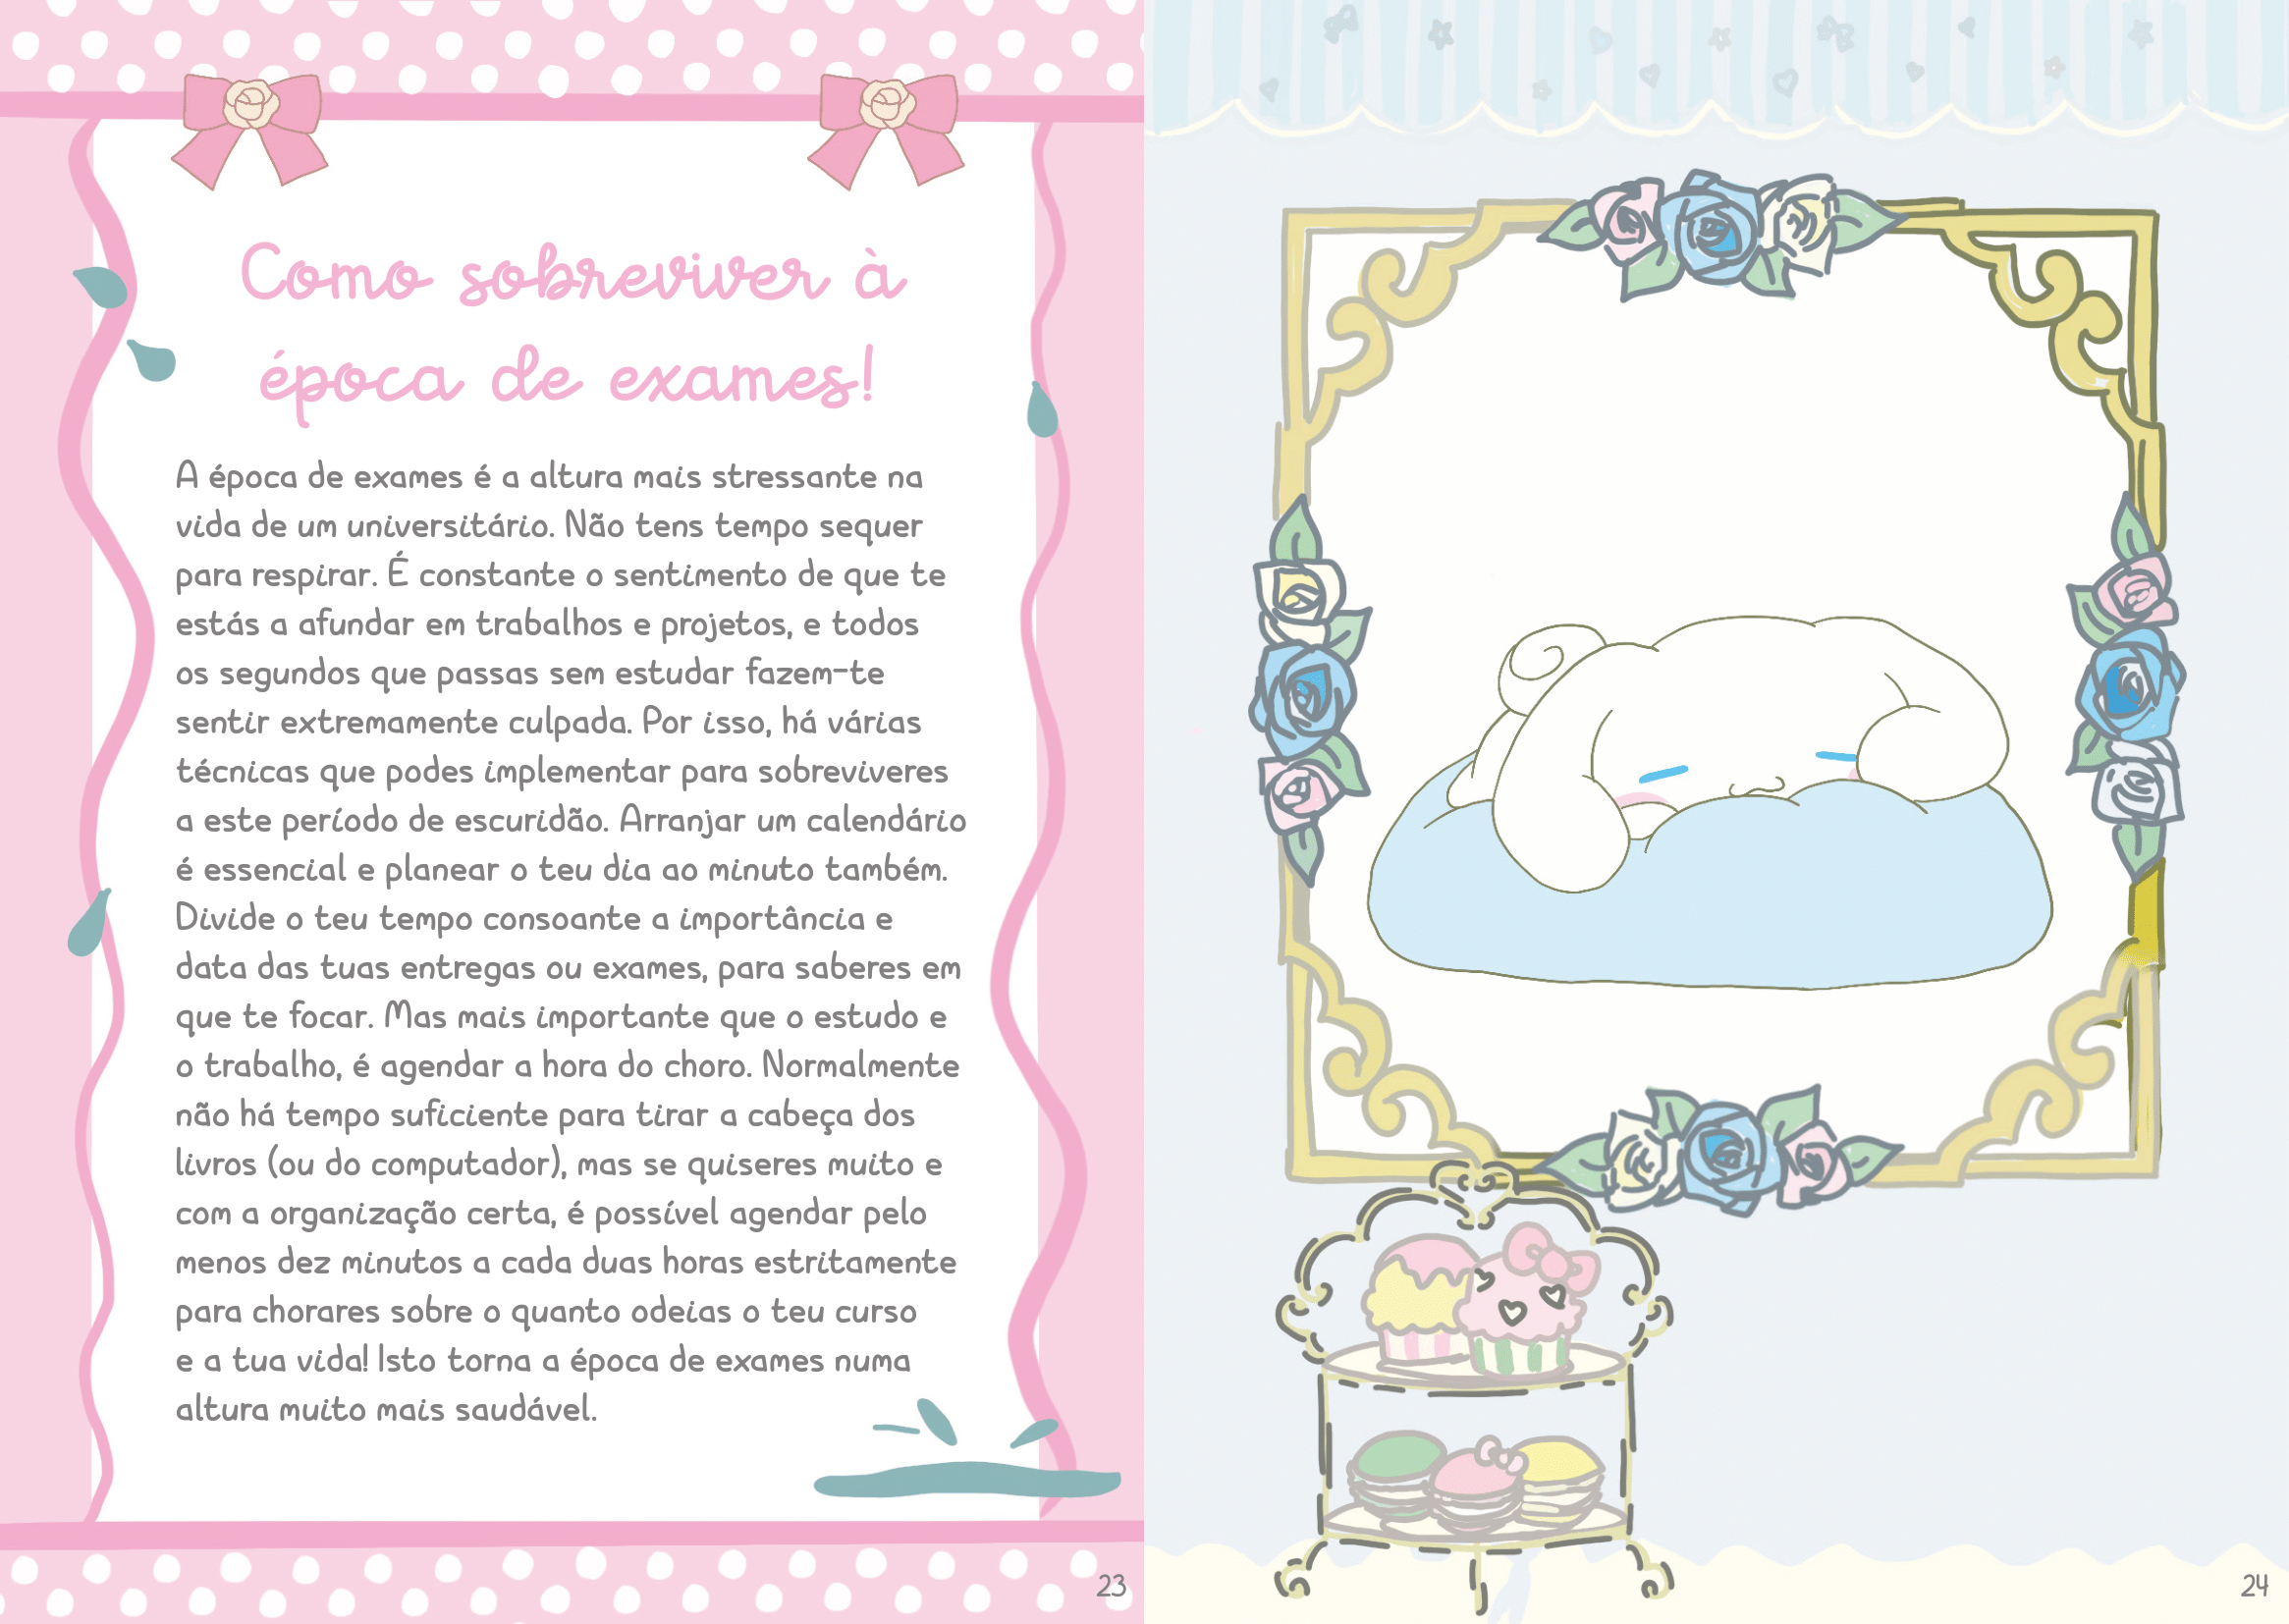 Como sobreviver à
época de exames!
A época de exames é a altura mais stressante na
vida de um universitário. Não tens tempo sequer
para respirar. É constante o sentimento de que te
estás a afundar em trabalhos e projetos, e todos
os segundos que passas sem estudar fazem-te
sentir extremamente culpada. Por isso, há várias
técnicas que podes implementar para sobreviveres
a este período de escuridão. Arranjar um calendário
é essencial e planear o teu dia ao minuto também.
Divide o teu tempo consoante a importância e
data das tuas entregas ou exames, para saberes em
que te focar. Mas mais importante que o estudo e
o trabalho, é agendar a hora do choro. Normalmente
não há tempo suficiente para tirar a cabeça dos
livros (ou do computador), mas se quiseres muito e
com a organização certa, é possível agendar pelo
menos dez minutos a cada duas horas estritamente
para chorares sobre o quanto odeias o teu curso
e a tua vida! Isto torna a época de exames numa
altura muito mais saudável.
23
24